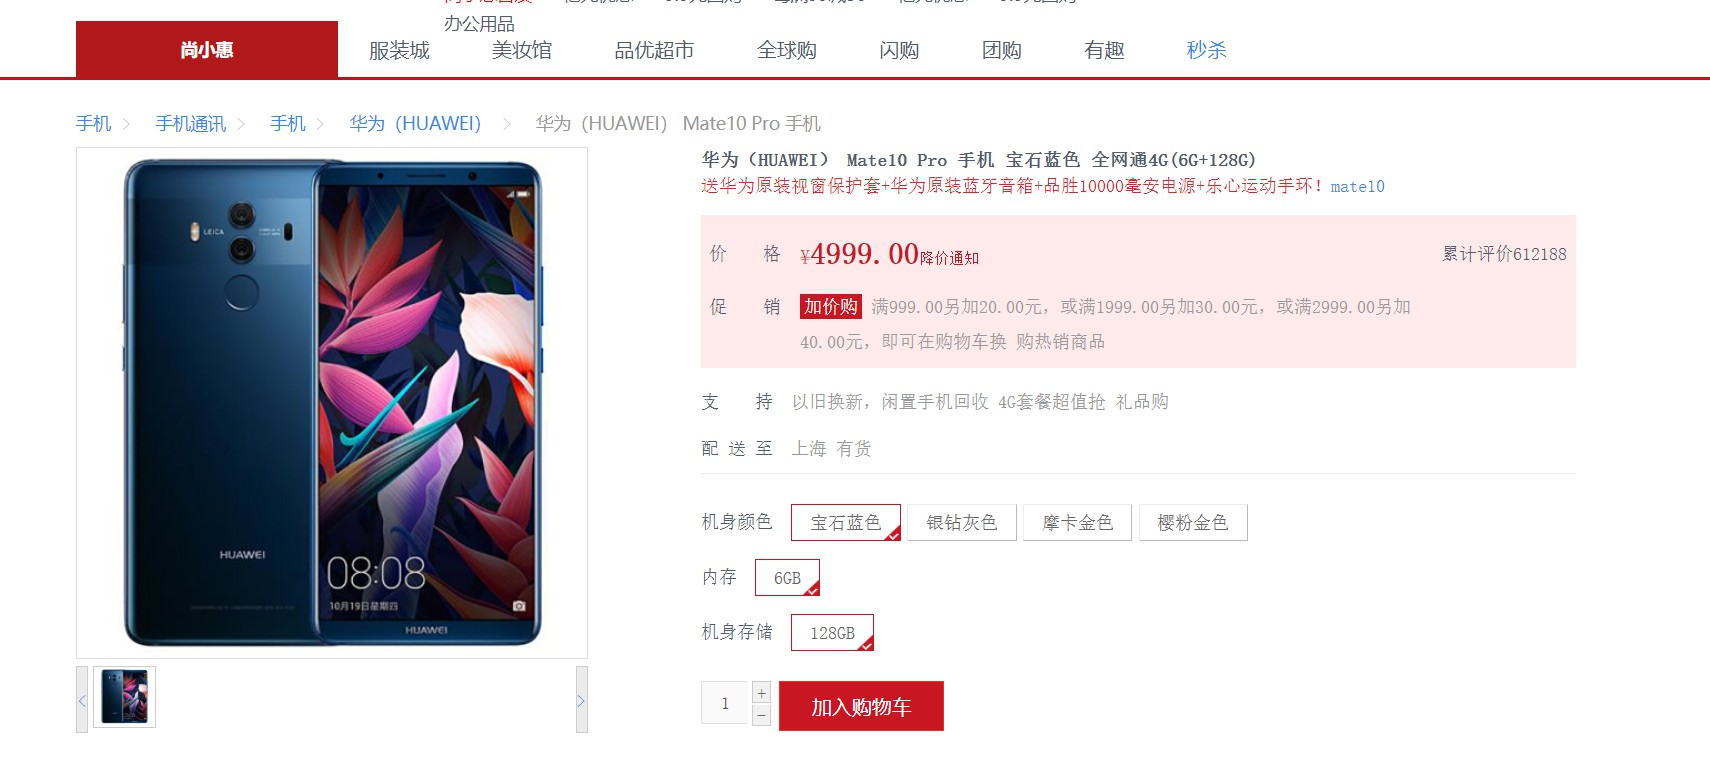 办公用品
尚小惠 服装城 美妆馆 品优超市 全球购 闪购 团购 有趣 秒杀
手机 手机通讯 手机 华为（HUAWEI） 华为（HUAWEI） Mate10 Pro 手机
华为（HUAWEI） Mate10 Pro 手机 宝石蓝色 全网通4G(6G+128G)
送华为原装视窗保护套+华为原装蓝牙音箱+品胜10000毫安电源+乐心运动手环！mate10
价 格 ¥4999.00降价通知 累计评价612188
促 销 加价购 满999.00另加20.00元，或满1999.00另加30.00元，或满2999.00另加
40.00元，即可在购物车换 购热销商品
支 持 以旧换新，闲置手机回收 4G套餐超值抢 礼品购
配 送 至 上海 有货
机身颜色 宝石蓝色 银钻灰色 摩卡金色 樱粉金色
内存 6GB
机身存储 128GB
1 + − 加入购物车
LEICA
HUAWEI
08:08
10月19日星期四
HUAWEI